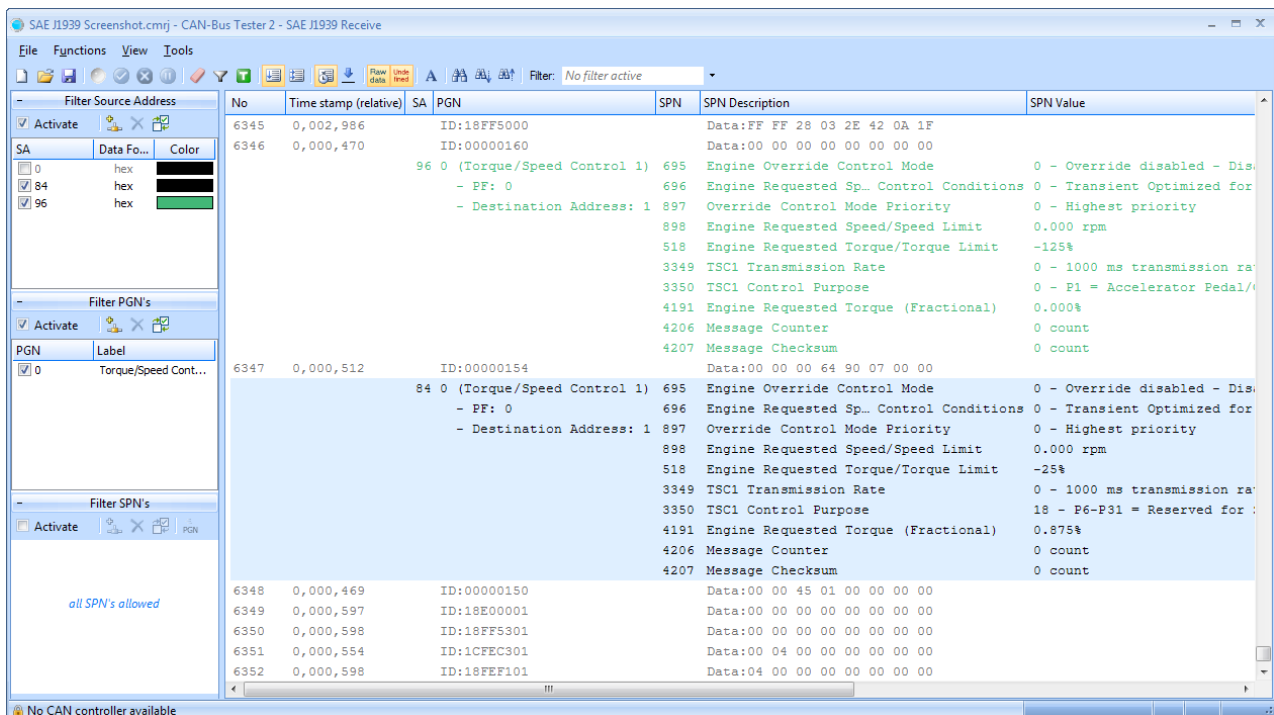 SAE J1939 Screenshot.cmrj - CAN-Bus Tester 2 - SAE J1939 Receive
File Functions View Tools
Raw data Unde fined A Filter: No filter active
Filter Source Address
Activate
SA Data Fo... Color
0 hex
84 hex
96 hex
Filter PGN's
Activate
PGN Label
0 Torque/Speed Cont...
Filter SPN's
Activate PGN
all SPN's allowed
No Time stamp (relative) SA PGN SPN SPN Description SPN Value
6345 0,002,986 ID:18FF5000 Data:FF FF 28 03 2E 42 0A 1F
6346 0,000,470 ID:00000160 Data:00 00 00 00 00 00 00 00
96 0 (Torque/Speed Control 1) 695 Engine Override Control Mode 0 - Override disabled - Dis
- PF: 0 696 Engine Requested Sp… Control Conditions 0 - Transient Optimized for
- Destination Address: 1 897 Override Control Mode Priority 0 - Highest priority
898 Engine Requested Speed/Speed Limit 0.000 rpm
518 Engine Requested Torque/Torque Limit -125%
3349 TSC1 Transmission Rate 0 - 1000 ms transmission ra
3350 TSC1 Control Purpose 0 - P1 = Accelerator Pedal/
4191 Engine Requested Torque (Fractional) 0.000%
4206 Message Counter 0 count
4207 Message Checksum 0 count
6347 0,000,512 ID:00000154 Data:00 00 00 64 90 07 00 00
84 0 (Torque/Speed Control 1) 695 Engine Override Control Mode 0 - Override disabled - Dis
- PF: 0 696 Engine Requested Sp… Control Conditions 0 - Transient Optimized for
- Destination Address: 1 897 Override Control Mode Priority 0 - Highest priority
898 Engine Requested Speed/Speed Limit 0.000 rpm
518 Engine Requested Torque/Torque Limit -25%
3349 TSC1 Transmission Rate 0 - 1000 ms transmission ra
3350 TSC1 Control Purpose 18 - P6-P31 = Reserved for
4191 Engine Requested Torque (Fractional) 0.875%
4206 Message Counter 0 count
4207 Message Checksum 0 count
6348 0,000,469 ID:00000150 Data:00 00 45 01 00 00 00 00
6349 0,000,597 ID:18E00001 Data:00 00 00 00 00 00 00 00
6350 0,000,598 ID:18FF5301 Data:00 00 00 00 00 00 00 00
6351 0,000,554 ID:1CFEC301 Data:00 04 00 00 00 00 00 00
6352 0,000,598 ID:18FEF101 Data:04 00 00 00 00 00 00 00
No CAN controller available